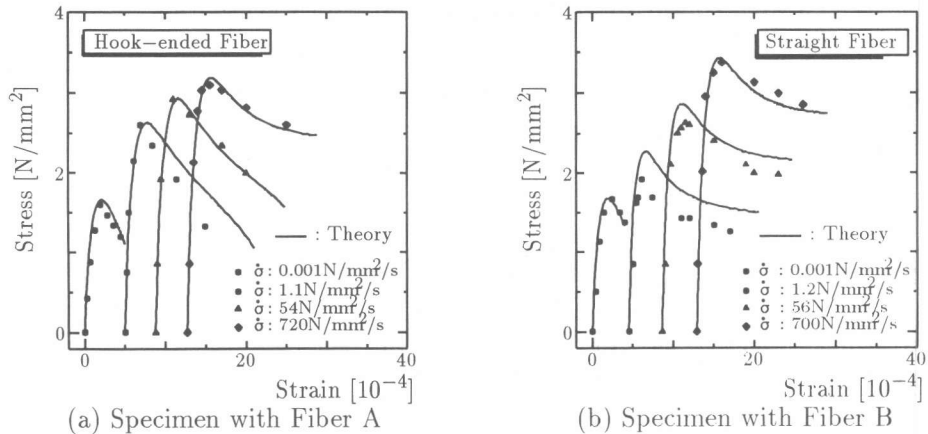 4
Hook–ended Fiber
Stress [N/mm²]
2
— : Theory
σ̇ : 0.001N/mm²/s
σ̇ : 1.1N/mm²/s
σ̇ : 54N/mm²/s
σ̇ : 720N/mm²/s
0
0 20 40
Strain [10⁻⁴]
(a) Specimen with Fiber A
4
Straight Fiber
Stress [N/mm²]
2
— : Theory
σ̇ : 0.001N/mm²/s
σ̇ : 1.2N/mm²/s
σ̇ : 56N/mm²/s
σ̇ : 700N/mm²/s
0
0 20 40
Strain [10⁻⁴]
(b) Specimen with Fiber B